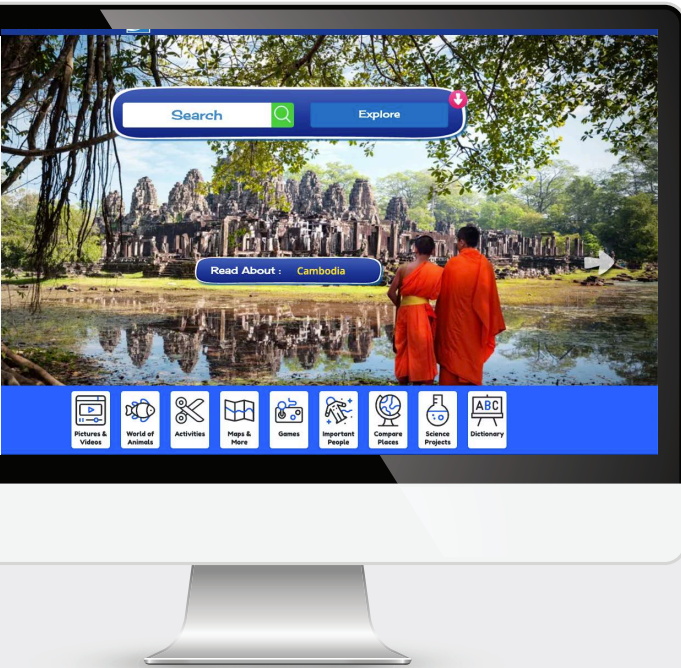 Search
Explore
Read About : Cambodia
Pictures &
Videos
World of
Animals
Activities
Maps &
More
Games
Important
People
Compare
Places
Science
Projects
ABC
Dictionary